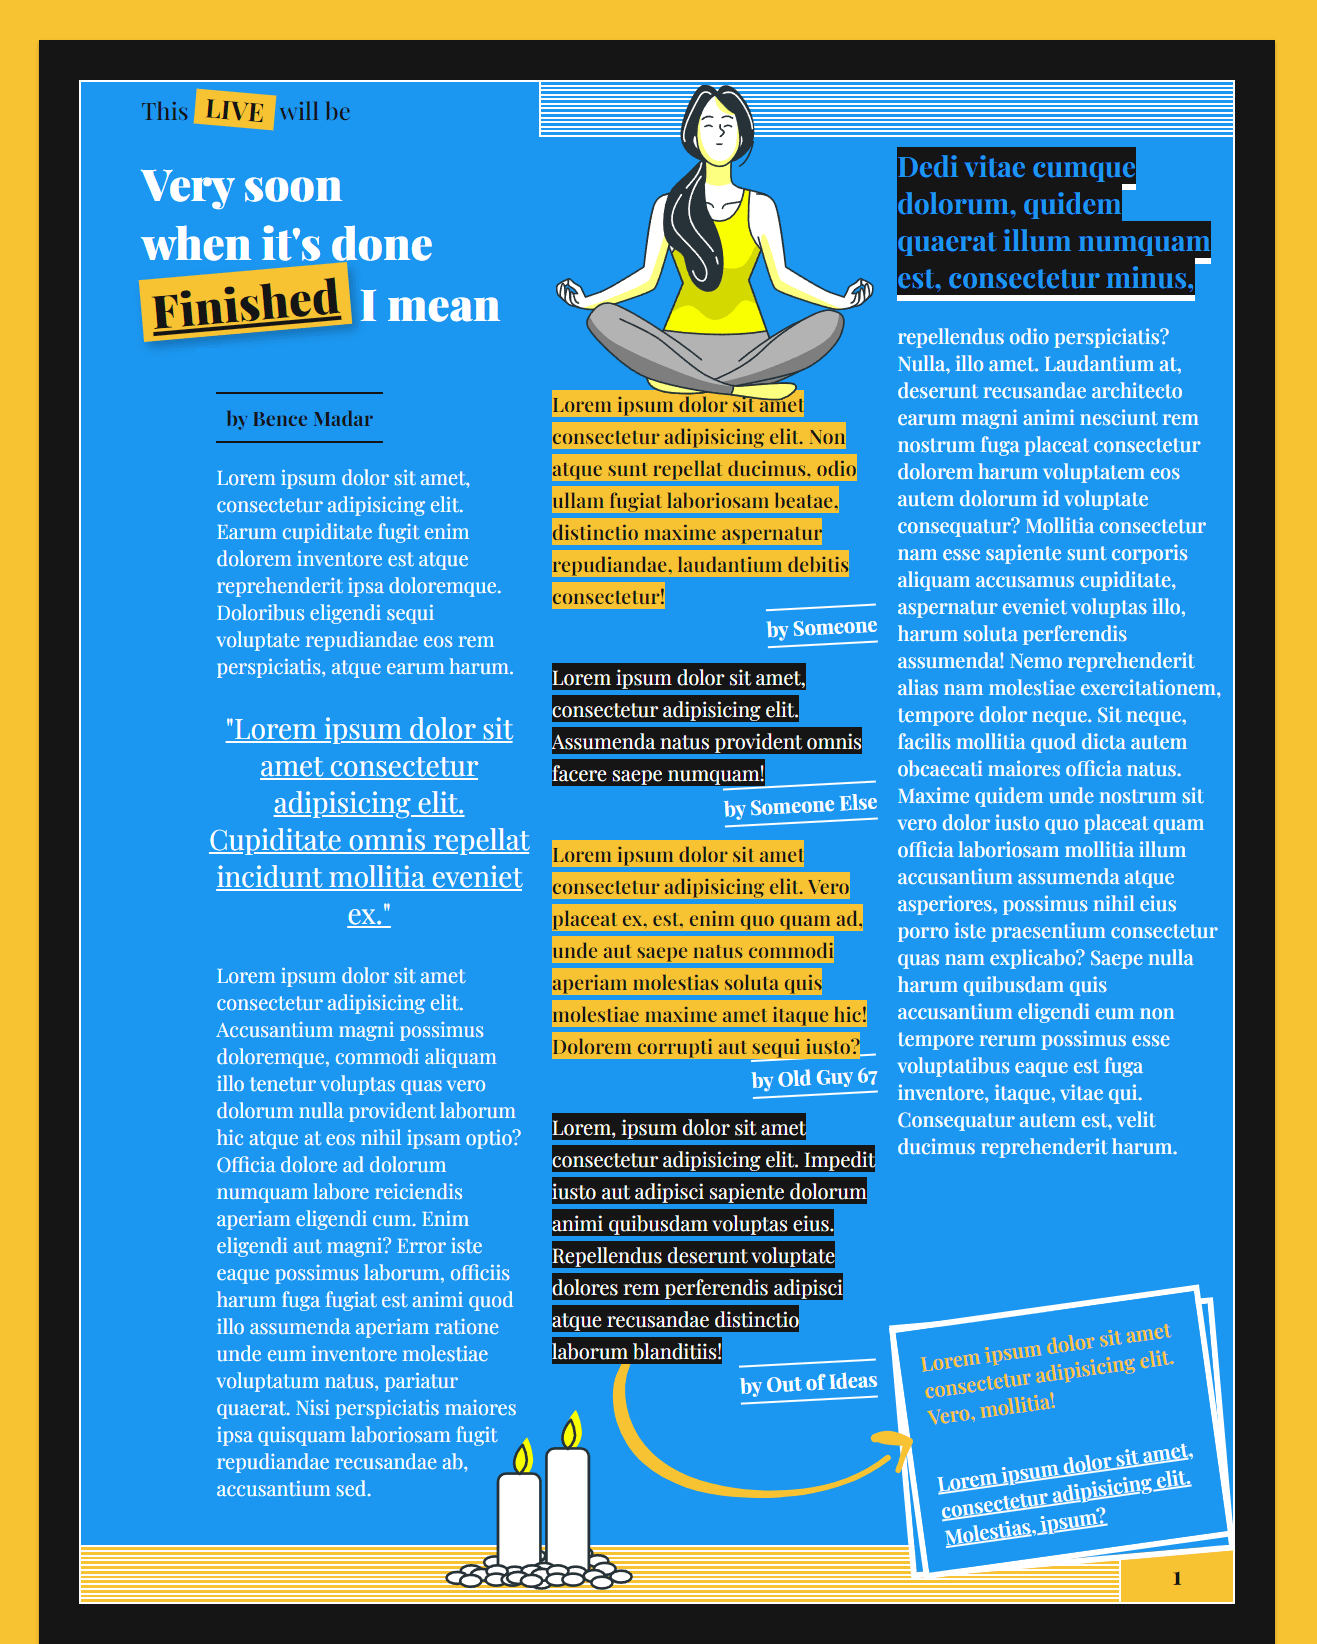 This LIVE will be
Very soon
when it's done
Finished I mean
by Bence Madar
Lorem ipsum dolor sit amet,
consectetur adipisicing elit.
Earum cupiditate fugit enim
dolorem inventore est atque
reprehenderit ipsa doloremque.
Doloribus eligendi sequi
voluptate repudiandae eos rem
perspiciatis, atque earum harum.
"Lorem ipsum dolor sit
amet consectetur
adipisicing elit.
Cupiditate omnis repellat
incidunt mollitia eveniet
ex."
Lorem ipsum dolor sit amet
consectetur adipisicing elit.
Accusantium magni possimus
doloremque, commodi aliquam
illo tenetur voluptas quas vero
dolorum nulla provident laborum
hic atque at eos nihil ipsam optio?
Officia dolore ad dolorum
numquam labore reiciendis
aperiam eligendi cum. Enim
eligendi aut magni? Error iste
eaque possimus laborum, officiis
harum fuga fugiat est animi quod
illo assumenda aperiam ratione
unde eum inventore molestiae
voluptatum natus, pariatur
quaerat. Nisi perspiciatis maiores
ipsa quisquam laboriosam fugit
repudiandae recusandae ab,
accusantium sed.
Lorem ipsum dolor sit amet
consectetur adipisicing elit. Non
atque sunt repellat ducimus, odio
ullam fugiat laboriosam beatae,
distinctio maxime aspernatur
repudiandae, laudantium debitis
consectetur!
by Someone
Lorem ipsum dolor sit amet,
consectetur adipisicing elit.
Assumenda natus provident omnis
facere saepe numquam!
by Someone Else
Lorem ipsum dolor sit amet
consectetur adipisicing elit. Vero
placeat ex, est, enim quo quam ad,
unde aut saepe natus commodi
aperiam molestias soluta quis
molestiae maxime amet itaque hic!
Dolorem corrupti aut sequi iusto?
by Old Guy 67
Lorem, ipsum dolor sit amet
consectetur adipisicing elit. Impedit
iusto aut adipisci sapiente dolorum
animi quibusdam voluptas eius.
Repellendus deserunt voluptate
dolores rem perferendis adipisci
atque recusandae distinctio
laborum blanditiis!
by Out of Ideas
Dedi vitae cumque
dolorum, quidem
quaerat illum numquam
est, consectetur minus,
repellendus odio perspiciatis?
Nulla, illo amet. Laudantium at,
deserunt recusandae architecto
earum magni animi nesciunt rem
nostrum fuga placeat consectetur
dolorem harum voluptatem eos
autem dolorum id voluptate
consequatur? Mollitia consectetur
nam esse sapiente sunt corporis
aliquam accusamus cupiditate,
aspernatur eveniet voluptas illo,
harum soluta perferendis
assumenda! Nemo reprehenderit
alias nam molestiae exercitationem,
tempore dolor neque. Sit neque,
facilis mollitia quod dicta autem
obcaecati maiores officia natus.
Maxime quidem unde nostrum sit
vero dolor iusto quo placeat quam
officia laboriosam mollitia illum
accusantium assumenda atque
asperiores, possimus nihil eius
porro iste praesentium consectetur
quas nam explicabo? Saepe nulla
harum quibusdam quis
accusantium eligendi eum non
tempore rerum possimus esse
voluptatibus eaque est fuga
inventore, itaque, vitae qui.
Consequatur autem est, velit
ducimus reprehenderit harum.
Lorem ipsum dolor sit amet
consectetur adipisicing elit.
Vero, mollitia!
Lorem ipsum dolor sit amet,
consectetur adipisicing elit.
Molestias, ipsum?
1